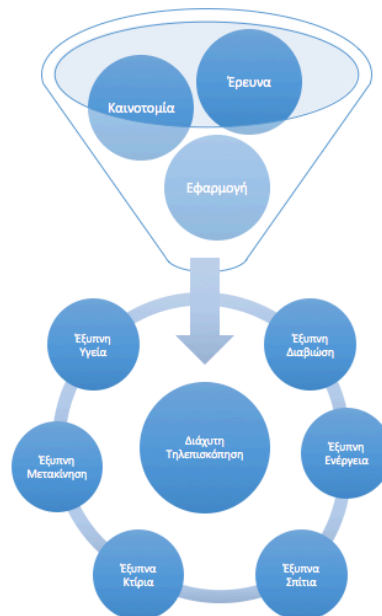 Έρευνα
Καινοτομία
Εφαρμογή
Έξυπνη
Υγεία
Έξυπνη
Διαβίωση
Διάχυτη
Τηλεπισκόπηση
Έξυπνη
Μετακίνηση
Έξυπνη
Ενέργεια
Έξυπνα
Κτίρια
Έξυπνα
Σπίτια